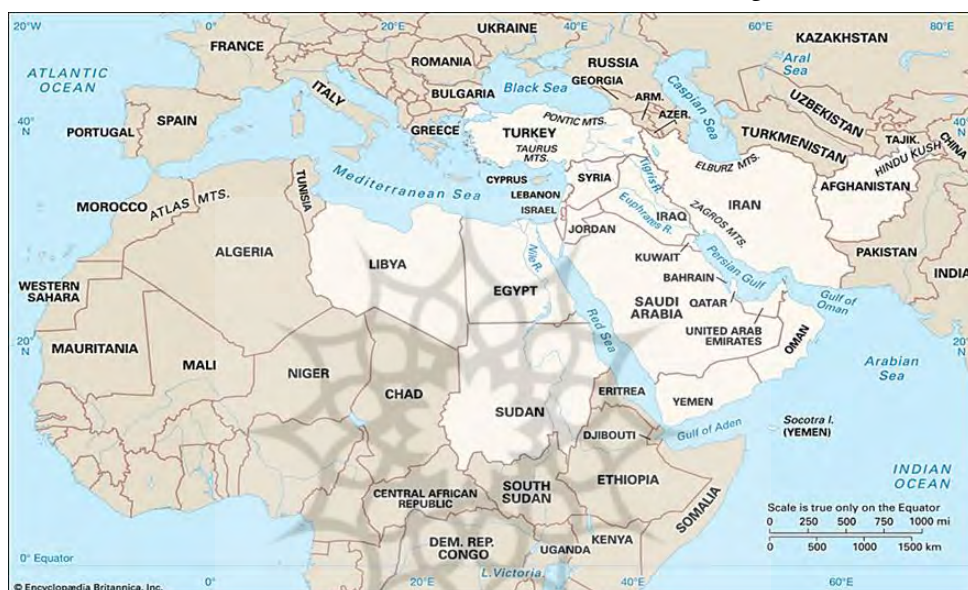 20°W
0°
20°
40°
60°
80°
UKRAINE
KAZAKHSTAN
FRANCE
ROMANIA
RUSSIA
Aral
Sea
ATLANTIC
OCEAN
ITALY
BULGARIA
Black Sea
GEORGIA
Caspian Sea
UZBEKISTAN
ARM.
AZER.
40°
N
PORTUGAL
SPAIN
GREECE
TURKEY
PONTIC MTS.
TAURUS
MTS.
TURKMENISTAN
TAJIK.
CHINA
40°
N
HINDU KUSH
TUNISIA
Mediterranean Sea
CYPRUS
SYRIA
Tigris R.
ELBURZ MTS.
AFGHANISTAN
LEBANON
ISRAEL
IRAN
MOROCCO
ATLAS MTS.
IRAQ
Euphrates R.
ZAGROS MTS.
JORDAN
ALGERIA
LIBYA
EGYPT
Nile R.
KUWAIT
Persian Gulf
PAKISTAN
INDIA
WESTERN
SAHARA
BAHRAIN
SAUDI
ARABIA
QATAR
Gulf of
Oman
Red Sea
UNITED ARAB
EMIRATES
OMAN
20°
N
MAURITANIA
MALI
NIGER
CHAD
SUDAN
ERITREA
YEMEN
Arabian
Sea
20°
N
DJIBOUTI
Gulf of Aden
Socotra I.
(YEMEN)
CENTRAL AFRICAN
REPUBLIC
SOUTH
SUDAN
ETHIOPIA
SOMALIA
INDIAN
OCEAN
Scale is true only on the Equator
0 250 500 750 1000 mi
0 500 1000 1500 km
DEM. REP.
CONGO
UGANDA
KENYA
0° Equator
L.Victoria
0°
20°E
40°E
60°E
© Encyclopædia Britannica, Inc.